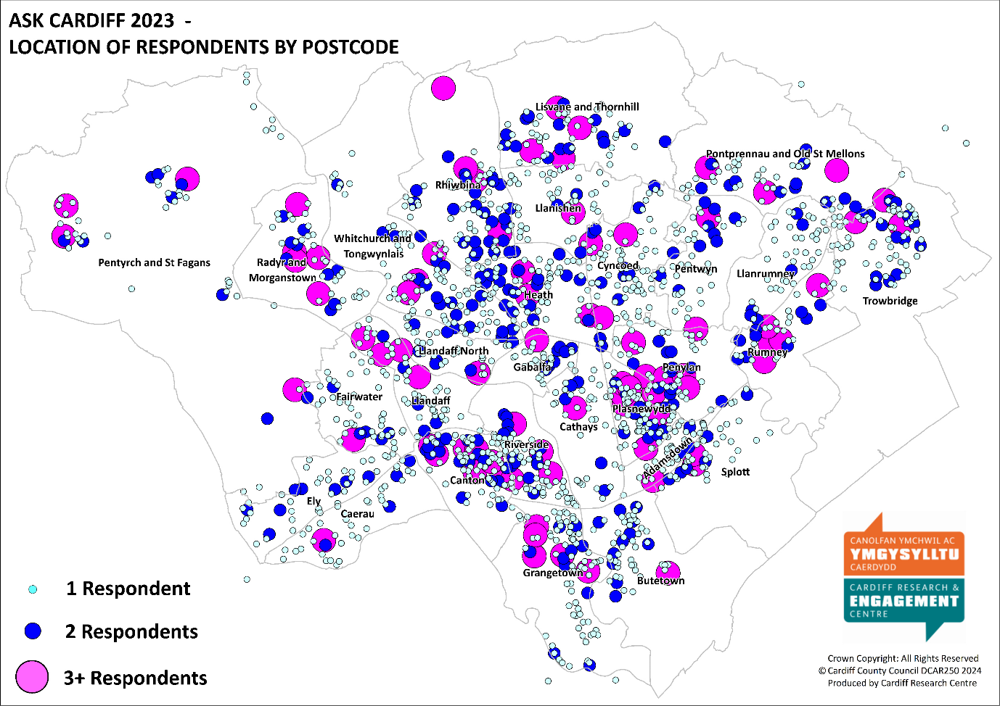 ASK CARDIFF 2023 -
LOCATION OF RESPONDENTS BY POSTCODE
Lisvane and Thornhill
Pontprennau and Old St Mellons
Rhiwbina
Llanishen
Whitchurch and
Tongwynlais
Pentyrch and St Fagans
Radyr and
Morganstown
Cyncoed
Pentwyn
Llanrumney
Heath
Trowbridge
Llandaff North
Rumney
Gabalfa
Penylan
Fairwater
Llandaff
Plasnewydd
Cathays
Riverside
Adamsdown
Splott
Canton
Ely
Caerau
Grangetown
Butetown
1 Respondent
2 Respondents
3+ Respondents
CANOLFAN YMCHWIL AC
YMGYSYLLTU
CAERDYDD
CARDIFF RESEARCH &
ENGAGEMENT
CENTRE
Crown Copyright: All Rights Reserved
© Cardiff County Council DCAR250 2024
Produced by Cardiff Research Centre